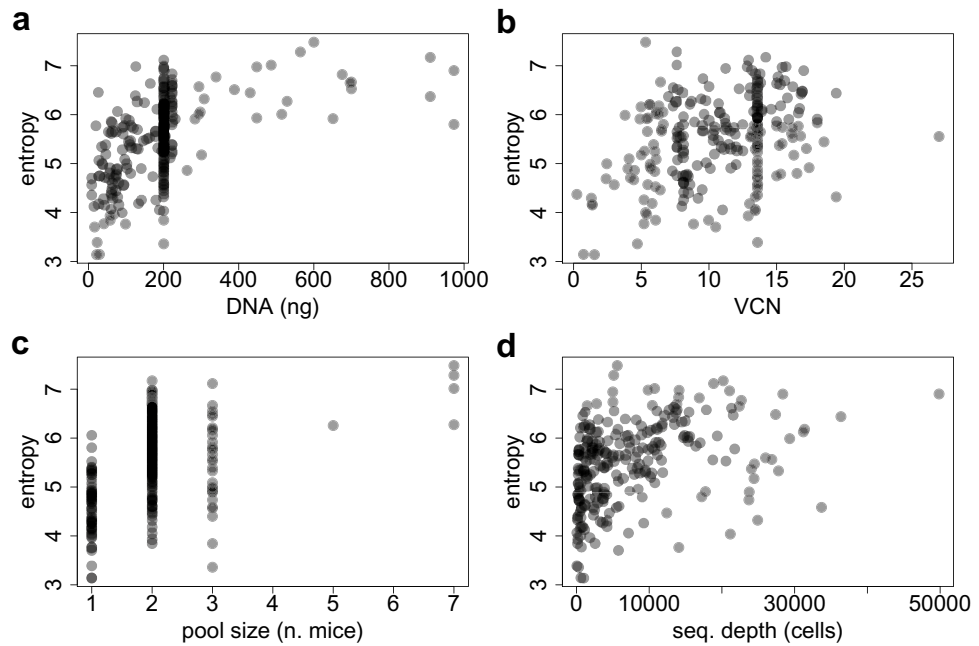 a
entropy
3 4 5 6 7
0 200 400 600 800 1000
DNA (ng)
b
entropy
3 4 5 6 7
0 5 10 15 20 25
VCN
c
entropy
3 4 5 6 7
1 2 3 4 5 6 7
pool size (n. mice)
d
entropy
3 4 5 6 7
0 10000 30000 50000
seq. depth (cells)